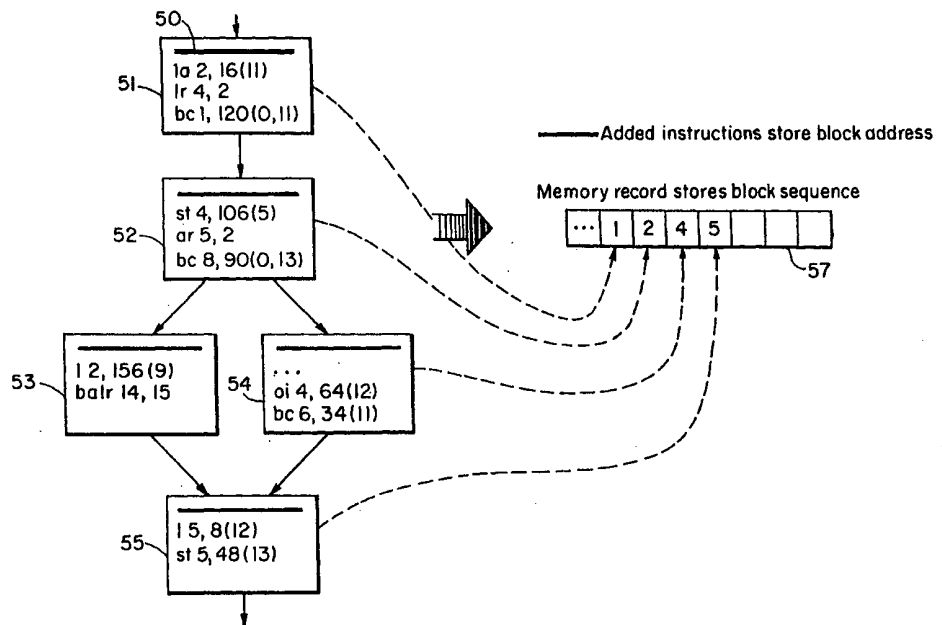 50
51
la 2, 16(11)
lr 4, 2
bc 1, 120(0,11)
Added instructions store block address
52
st 4, 106(5)
ar 5, 2
bc 8, 90(0,13)
Memory record stores block sequence
... 1 2 4 5
57
53
l 2, 156(9)
balr 14, 15
54
...
oi 4, 64(12)
bc 6, 34(11)
55
l 5, 8(12)
st 5, 48(13)